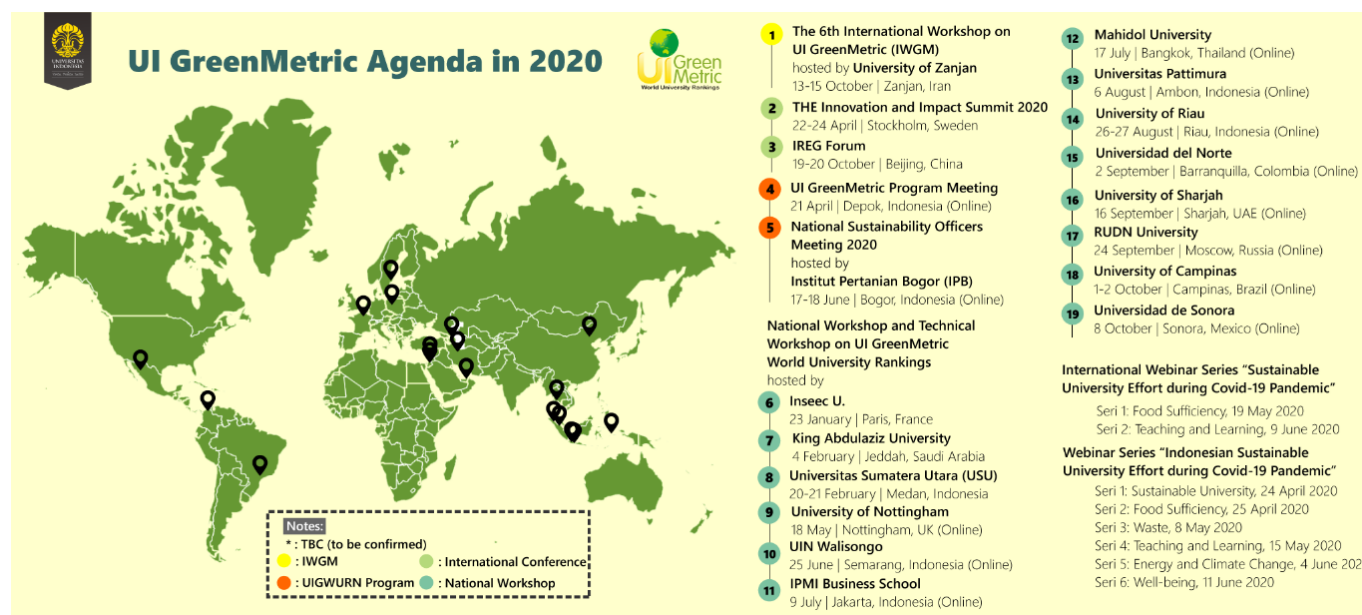 UNIVERSITAS
INDONESIA
UI GreenMetric Agenda in 2020
UI Green
Metric
World University Rankings
1
The 6th International Workshop on
UI GreenMetric (IWGM)
hosted by University of Zanjan
13-15 October | Zanjan, Iran
2
THE Innovation and Impact Summit 2020
22-24 April | Stockholm, Sweden
3
IREG Forum
19-20 October | Beijing, China
4
UI GreenMetric Program Meeting
21 April | Depok, Indonesia (Online)
5
National Sustainability Officers
Meeting 2020
hosted by
Institut Pertanian Bogor (IPB)
17-18 June | Bogor, Indonesia (Online)
National Workshop and Technical
Workshop on UI GreenMetric
World University Rankings
hosted by
6
Inseec U.
23 January | Paris, France
7
King Abdulaziz University
4 February | Jeddah, Saudi Arabia
8
Universitas Sumatera Utara (USU)
20-21 February | Medan, Indonesia
9
University of Nottingham
18 May | Nottingham, UK (Online)
10
UIN Walisongo
25 June | Semarang, Indonesia (Online)
11
IPMI Business School
9 July | Jakarta, Indonesia (Online)
12
Mahidol University
17 July | Bangkok, Thailand (Online)
13
Universitas Pattimura
6 August | Ambon, Indonesia (Online)
14
University of Riau
26-27 August | Riau, Indonesia (Online)
15
Universidad del Norte
2 September | Barranquilla, Colombia (Online)
16
University of Sharjah
16 September | Sharjah, UAE (Online)
17
RUDN University
24 September | Moscow, Russia (Online)
18
University of Campinas
1-2 October | Campinas, Brazil (Online)
19
Universidad de Sonora
8 October | Sonora, Mexico (Online)
International Webinar Series "Sustainable
University Effort during Covid-19 Pandemic"
Seri 1: Food Sufficiency, 19 May 2020
Seri 2: Teaching and Learning, 9 June 2020
Webinar Series "Indonesian Sustainable
University Effort during Covid-19 Pandemic"
Seri 1: Sustainable University, 24 April 2020
Seri 2: Food Sufficiency, 25 April 2020
Seri 3: Waste, 8 May 2020
Seri 4: Teaching and Learning, 15 May 2020
Seri 5: Energy and Climate Change, 4 June 202
Seri 6: Well-being, 11 June 2020
Notes:
* : TBC (to be confirmed)
: IWGM
: International Conference
: UIGWURN Program
: National Workshop